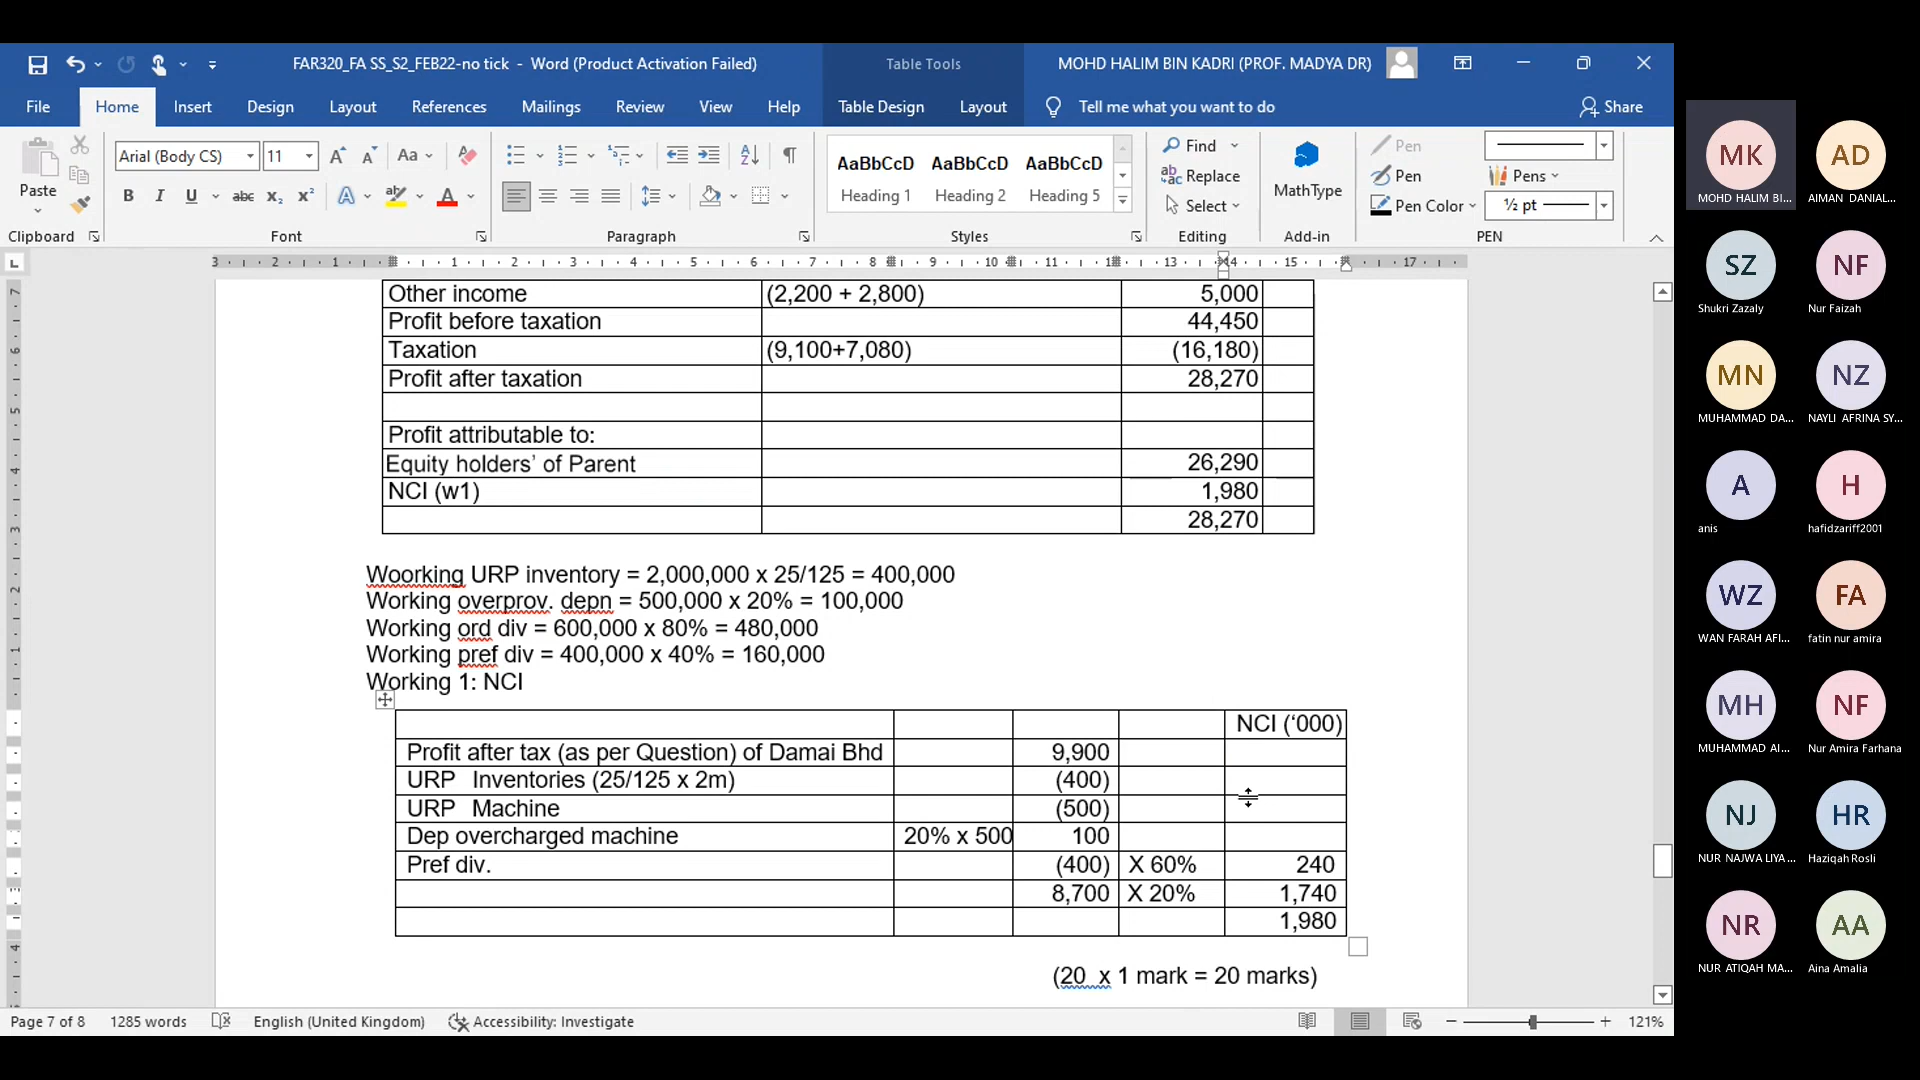 FAR320_FA SS_S2_FEB22-no tick - Word (Product Activation Failed)
Table Tools
MOHD HALIM BIN KADRI (PROF. MADYA DR)
File Home Insert Design Layout References Mailings Review View Help Table Design Layout Tell me what you want to do Share
Paste
Arial (Body CS) 11
AaBbCcD AaBbCcD AaBbCcD
Heading 1 Heading 2 Heading 5
Find
Replace
Select
MathType
Pen
Pen
Pen Color
Pens
½ pt
Clipboard Font Paragraph Styles Editing Add-in PEN
Other income (2,200 + 2,800) 5,000
Profit before taxation 44,450
Taxation (9,100+7,080) (16,180)
Profit after taxation 28,270
Profit attributable to:
Equity holders’ of Parent 26,290
NCI (w1) 1,980
28,270
Woorking URP inventory = 2,000,000 x 25/125 = 400,000
Working overprov. depn = 500,000 x 20% = 100,000
Working ord div = 600,000 x 80% = 480,000
Working pref div = 400,000 x 40% = 160,000
Working 1: NCI
NCI (‘000)
Profit after tax (as per Question) of Damai Bhd 9,900
URP Inventories (25/125 x 2m) (400)
URP Machine (500)
Dep overcharged machine 20% x 500 100
Pref div. (400) X 60% 240
8,700 X 20% 1,740
1,980
(20 x 1 mark = 20 marks)
Page 7 of 8 1285 words English (United Kingdom) Accessibility: Investigate 121%
MK AD
MOHD HALIM BI... AIMAN DANIAL...
SZ NF
Shukri Zazaly Nur Faizah
MN NZ
MUHAMMAD DA... NAYLI AFRINA SY...
A H
anis hafidzariff2001
WZ FA
WAN FARAH AFI... fatin nur amira
MH NF
MUHAMMAD AI... Nur Amira Farhana
NJ HR
NUR NAJWA LIYA... Haziqah Rosli
NR AA
NUR ATIQAH MA... Aina Amalia